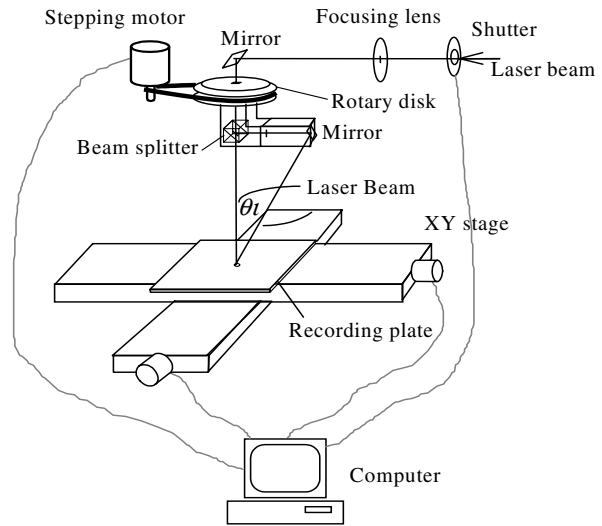 Stepping motor
Mirror
Focusing lens
Shutter
Laser beam
Rotary disk
Mirror
Beam splitter
Laser Beam
θι
XY stage
Recording plate
Computer